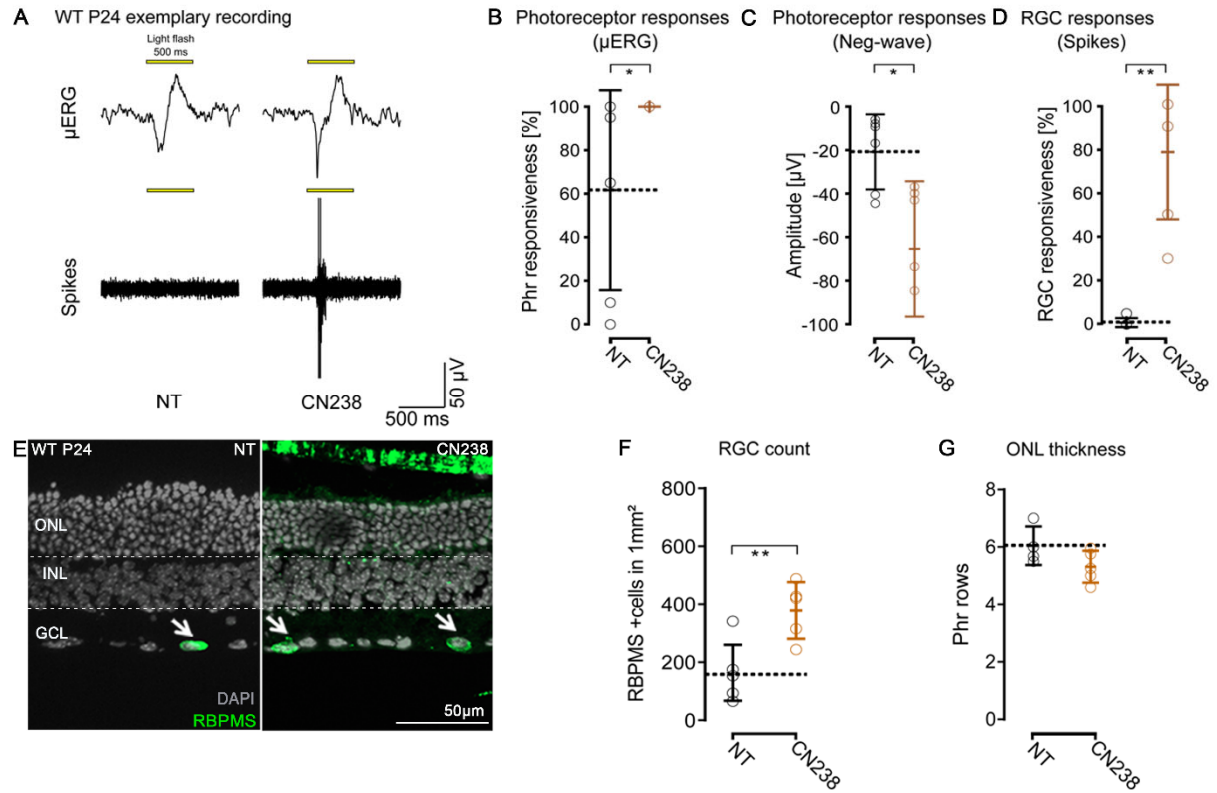 A
WT P24 exemplary recording
Light flash
500 ms
µERG
Spikes
NT
CN238
50 µV
500 ms
B
Photoreceptor responses
(µERG)
*
Phr responsiveness [%]
100
80
60
40
20
0
NT
CN238
C
Photoreceptor responses
(Neg-wave)
*
Amplitude [µV]
0
-20
-40
-60
-80
-100
NT
CN238
D
RGC responses
(Spikes)
**
RGC responsiveness [%]
100
80
60
40
20
0
NT
CN238
E
WT P24
NT
CN238
ONL
INL
GCL
DAPI
RBPMS
50µm
F
RGC count
**
RBPMS +cells in 1mm²
800
600
400
200
0
NT
CN238
G
ONL thickness
Phr rows
8
6
4
2
0
NT
CN238